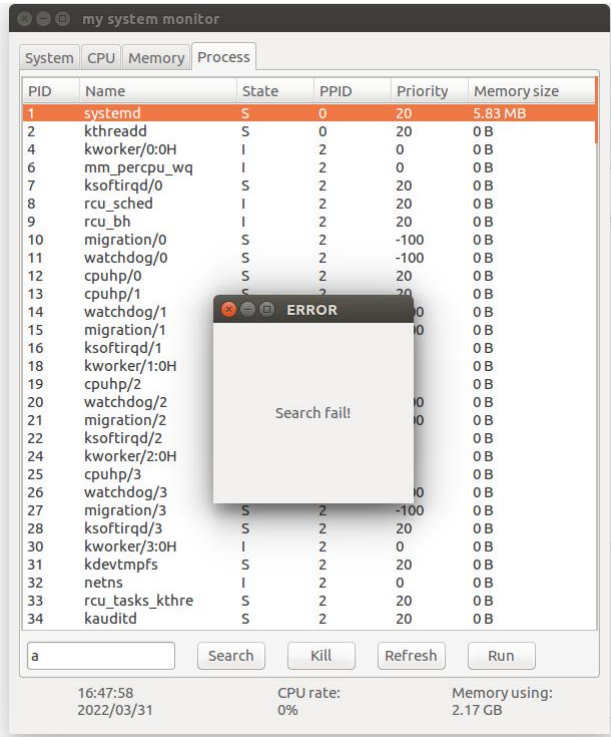 my system monitor
System CPU Memory Process
PID Name State PPID Priority Memory size
1 systemd S 0 20 5.83 MB
2 kthreadd S 0 20 0 B
4 kworker/0:0H I 2 0 0 B
6 mm_percpu_wq I 2 0 0 B
7 ksoftirqd/0 S 2 20 0 B
8 rcu_sched I 2 20 0 B
9 rcu_bh I 2 20 0 B
10 migration/0 S 2 -100 0 B
11 watchdog/0 S 2 -100 0 B
12 cpuhp/0 S 2 20 0 B
13 cpuhp/1 S 2 20 0 B
14 watchdog/1 0 B
15 migration/1 0 B
16 ksoftirqd/1 0 B
18 kworker/1:0H 0 B
19 cpuhp/2 0 B
20 watchdog/2 0 B
21 migration/2 0 B
22 ksoftirqd/2 0 B
24 kworker/2:0H 0 B
25 cpuhp/3 0 B
26 watchdog/3 0 B
27 migration/3 S 2 -100 0 B
28 ksoftirqd/3 S 2 20 0 B
30 kworker/3:0H I 2 0 0 B
31 kdevtmpfs S 2 20 0 B
32 netns I 2 0 0 B
33 rcu_tasks_kthre S 2 20 0 B
34 kauditd S 2 20 0 B
ERROR
Search fail!
a Search Kill Refresh Run
16:47:58 CPU rate: Memory using:
2022/03/31 0% 2.17 GB